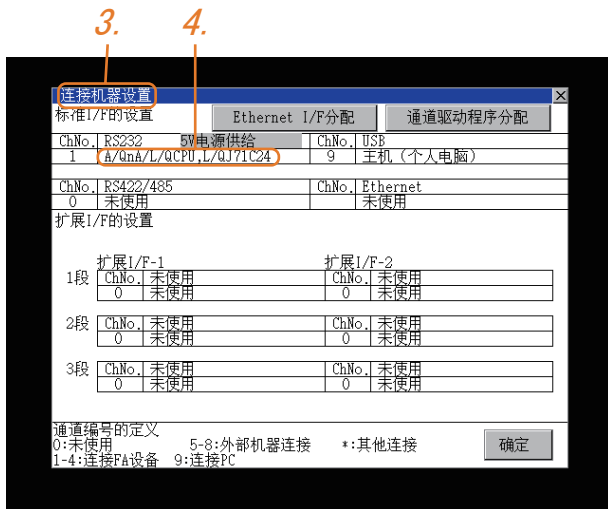 3. 4.
连接机器设置 ×
标准I/F的设置 Ethernet I/F分配 通道驱动程序分配
ChNo. RS232 5V电源供给 ChNo. USB
1 A/QnA/L/QCPU,L/QJ71C24 9 主机（个人电脑）
ChNo. RS422/485 ChNo. Ethernet
0 未使用 未使用
扩展I/F的设置
扩展I/F-1 扩展I/F-2
1段 ChNo. 未使用 ChNo. 未使用
0 未使用 0 未使用
2段 ChNo. 未使用 ChNo. 未使用
0 未使用 0 未使用
3段 ChNo. 未使用 ChNo. 未使用
0 未使用 0 未使用
通道编号的定义
0:未使用 5-8:外部机器连接 *:其他连接 确定
1-4:连接FA设备 9:连接PC